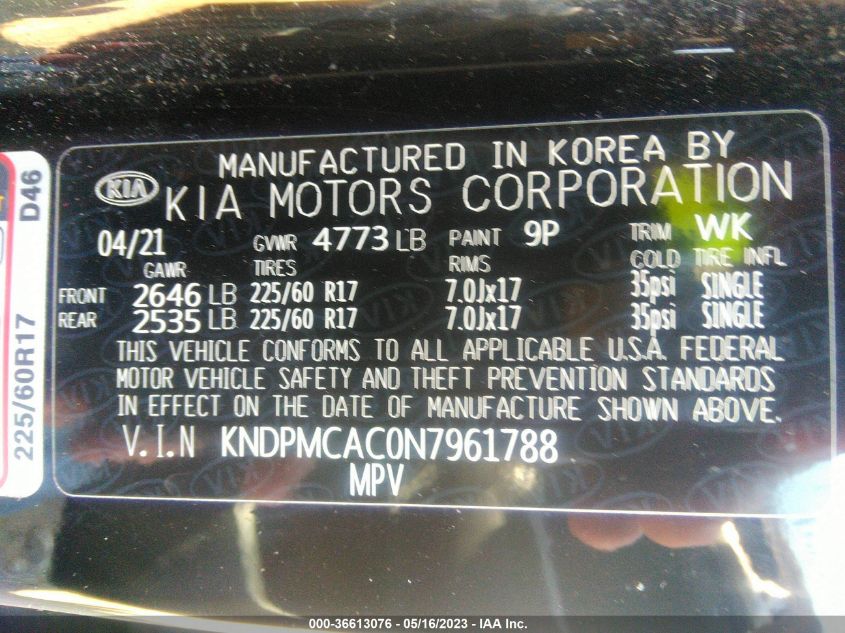 MANUFACTURED IN KOREA BY
KIA KIA MOTORS CORPORATION
04/21 GVWR 4773 LB PAINT 9P TRIM WK
GAWR TIRES RIMS COLD TIRE INFL
FRONT 2646 LB 225/60 R17 7.0Jx17 35psi SINGLE
REAR 2535 LB 225/60 R17 7.0Jx17 35psi SINGLE
THIS VEHICLE CONFORMS TO ALL APPLICABLE U.S.A. FEDERAL
MOTOR VEHICLE SAFETY AND THEFT PREVENTION STANDARDS
IN EFFECT ON THE DATE OF MANUFACTURE SHOWN ABOVE.
V.I.N KNDPMCAC0N7961788
MPV
225/60R17 D46
000-36613076 - 05/16/2023 - IAA Inc.